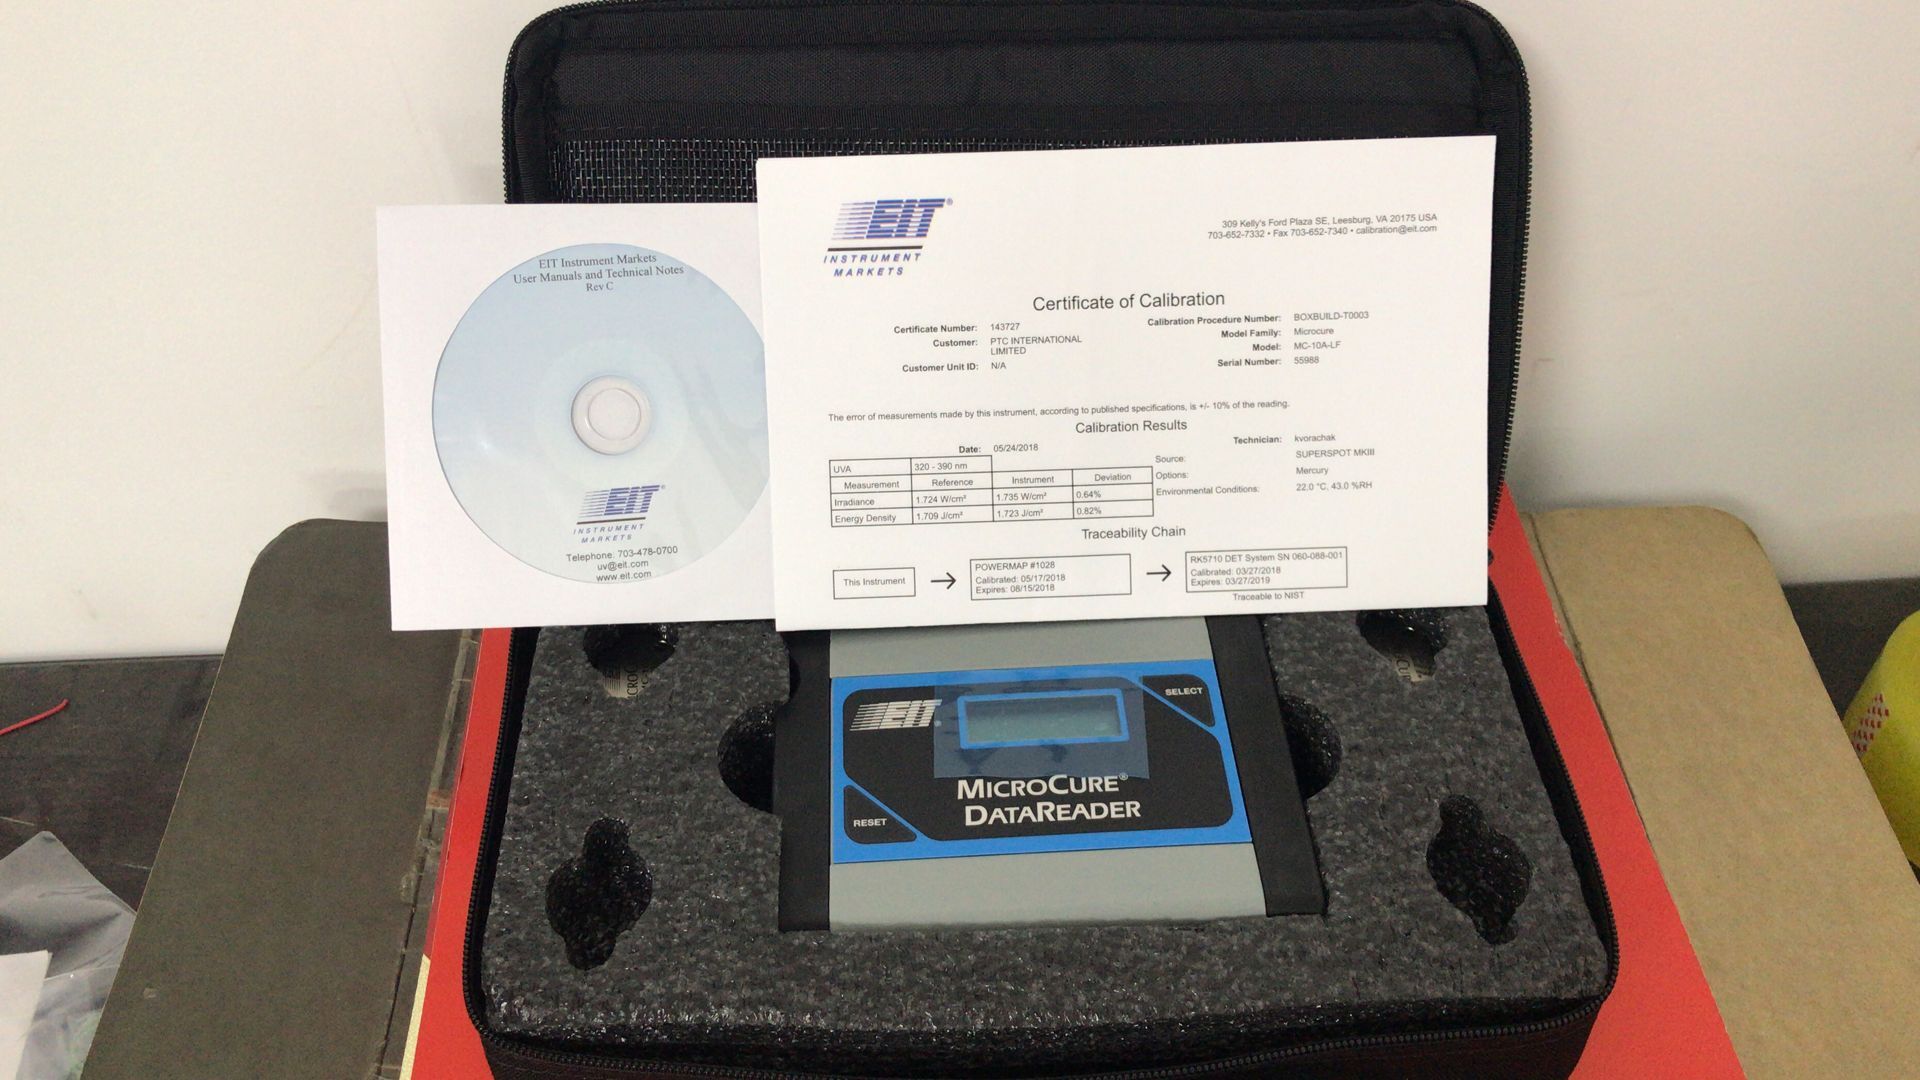 EIT Instrument Markets
User Manuals and Technical Notes
Rev C
EIT
INSTRUMENT
MARKETS
Telephone: 703-478-0700
uv@eit.com
www.eit.com
EIT®
INSTRUMENT
MARKETS
309 Kelly's Ford Plaza SE, Leesburg, VA 20175 USA
703-652-7332 • Fax 703-652-7340 • calibration@eit.com
Certificate of Calibration
Certificate Number: 143727
Customer: PTC INTERNATIONAL
LIMITED
Customer Unit ID: N/A
Calibration Procedure Number: BOXBUILD-T0003
Model Family: Microcure
Model: MC-10A-LF
Serial Number: 55988
The error of measurements made by this instrument, according to published specifications, is +/- 10% of the reading.
Calibration Results
Date: 05/24/2018
Technician: kvorachak
Source: SUPERSPOT MKIII
Options: Mercury
Environmental Conditions: 22.0 °C, 43.0 %RH
UVA 320 - 390 nm
Measurement Reference Instrument Deviation
Irradiance 1.724 W/cm² 1.735 W/cm² 0.64%
Energy Density 1.709 J/cm² 1.723 J/cm² 0.82%
Traceability Chain
This Instrument
POWERMAP #1028
Calibrated: 05/17/2018
Expires: 08/15/2018
RK5710 DET System SN 060-088-001
Calibrated: 03/27/2018
Expires: 03/27/2019
Traceable to NIST
EIT
SELECT
MICROCURE®
DATAREADER
RESET